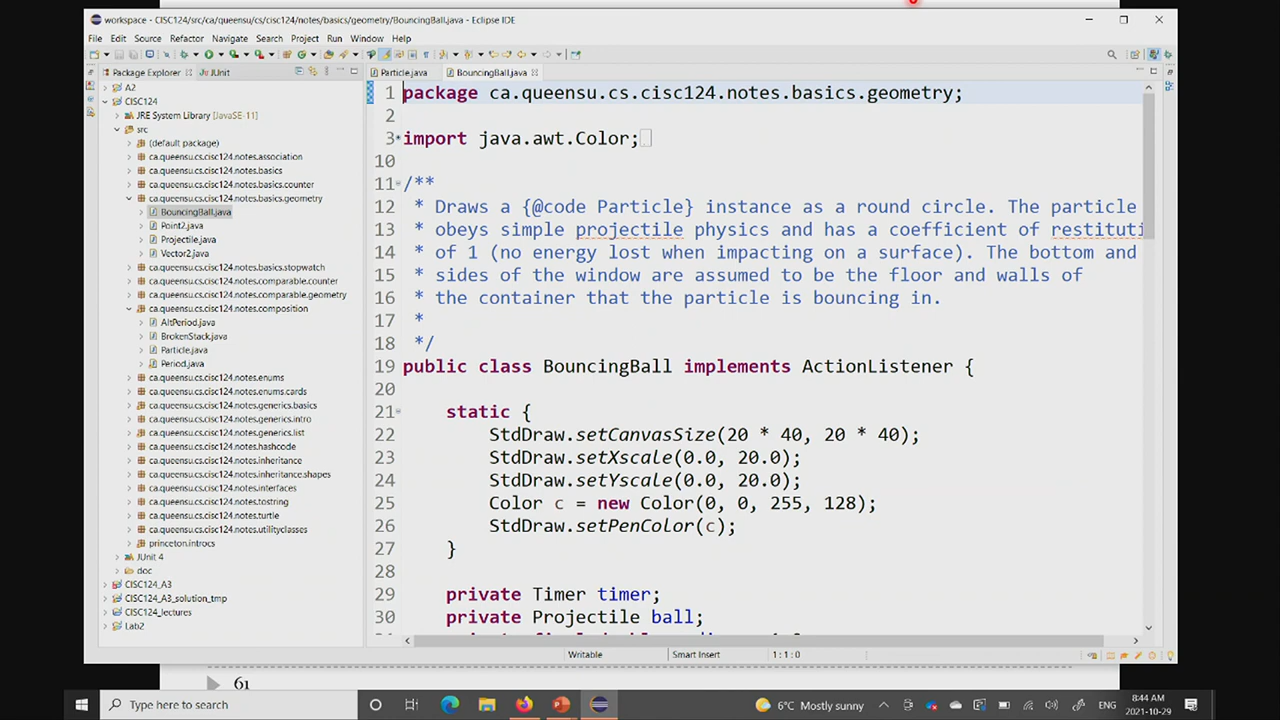 workspace - CISC124/src/ca/queensu/cs/cisc124/notes/basics/geometry/BouncingBall.java - Eclipse IDE
File Edit Source Refactor Navigate Search Project Run Window Help
Package Explorer JUnit
A2
CISC124
JRE System Library [JavaSE-11]
src
(default package)
ca.queensu.cs.cisc124.notes.association
ca.queensu.cs.cisc124.notes.basics
ca.queensu.cs.cisc124.notes.basics.counter
ca.queensu.cs.cisc124.notes.basics.geometry
BouncingBall.java
Point2.java
Projectile.java
Vector2.java
ca.queensu.cs.cisc124.notes.basics.stopwatch
ca.queensu.cs.cisc124.notes.comparable.counter
ca.queensu.cs.cisc124.notes.comparable.geometry
ca.queensu.cs.cisc124.notes.composition
AltPeriod.java
BrokenStack.java
Particle.java
Period.java
ca.queensu.cs.cisc124.notes.enums
ca.queensu.cs.cisc124.notes.enums.cards
ca.queensu.cs.cisc124.notes.generics.basics
ca.queensu.cs.cisc124.notes.generics.intro
ca.queensu.cs.cisc124.notes.generics.list
ca.queensu.cs.cisc124.notes.hashcode
ca.queensu.cs.cisc124.notes.inheritance
ca.queensu.cs.cisc124.notes.inheritance.shapes
ca.queensu.cs.cisc124.notes.interfaces
ca.queensu.cs.cisc124.notes.tostring
ca.queensu.cs.cisc124.notes.turtle
ca.queensu.cs.cisc124.notes.utilityclasses
princeton.introcs
JUnit 4
doc
CISC124_A3
CISC124_A3_solution_tmp
CISC124_lectures
Lab2
Particle.java BouncingBall.java
1 package ca.queensu.cs.cisc124.notes.basics.geometry;
2
3 import java.awt.Color;
10
11 /**
12 * Draws a {@code Particle} instance as a round circle. The particle
13 * obeys simple projectile physics and has a coefficient of restituti
14 * of 1 (no energy lost when impacting on a surface). The bottom and
15 * sides of the window are assumed to be the floor and walls of
16 * the container that the particle is bouncing in.
17 *
18 */
19 public class BouncingBall implements ActionListener {
20
21 static {
22 StdDraw.setCanvasSize(20 * 40, 20 * 40);
23 StdDraw.setXscale(0.0, 20.0);
24 StdDraw.setYscale(0.0, 20.0);
25 Color c = new Color(0, 0, 255, 128);
26 StdDraw.setPenColor(c);
27 }
28
29 private Timer timer;
30 private Projectile ball;
Writable Smart Insert 1:1:0
61
Type here to search
6°C Mostly sunny
ENG
8:44 AM
2021-10-29